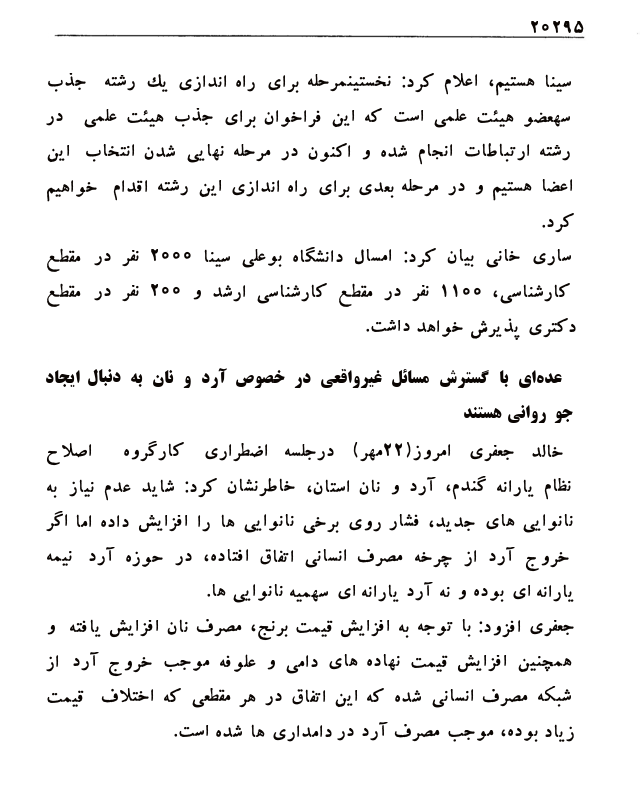 ۲۰۲۹۵
سینا هستیم، اعلام کرد: نخستینمرحله برای راه اندازی یك رشته جذب
سهعضو هیئت علمی است که این فراخوان برای جذب هیئت علمی در
رشته ارتباطات انجام شده و اکنون در مرحله نهایی شدن انتخاب این
اعضا هستیم و در مرحله بعدی برای راه اندازی این رشته اقدام خواهیم
کرد.
ساری خانی بیان کرد: امسال دانشگاه بوعلی سینا ۲۰۰۰ نفر در مقطع
کارشناسی، ۱۱۰۰ نفر در مقطع کارشناسی ارشد و ۲۰۰ نفر در مقطع
دکتری پذیرش خواهد داشت.
عده‌ای با گسترش مسائل غیرواقعی در خصوص آرد و نان به دنبال ایجاد
جو روانی هستند
خالد جعفری امروز(۲۲مهر) درجلسه اضطراری کارگروه اصلاح
نظام یارانه گندم، آرد و نان استان، خاطرنشان کرد: شاید عدم نیاز به
نانوایی های جدید، فشار روی برخی نانوایی ها را افزایش داده اما اگر
خروج آرد از چرخه مصرف انسانی اتفاق افتاده، در حوزه آرد نیمه
یارانه ای بوده و نه آرد یارانه ای سهمیه نانوایی ها.
جعفری افزود: با توجه به افزایش قیمت برنج، مصرف نان افزایش یافته و
همچنین افزایش قیمت نهاده های دامی و علوفه موجب خروج آرد از
شبکه مصرف انسانی شده که این اتفاق در هر مقطعی که اختلاف قیمت
زیاد بوده، موجب مصرف آرد در دامداری ها شده است.